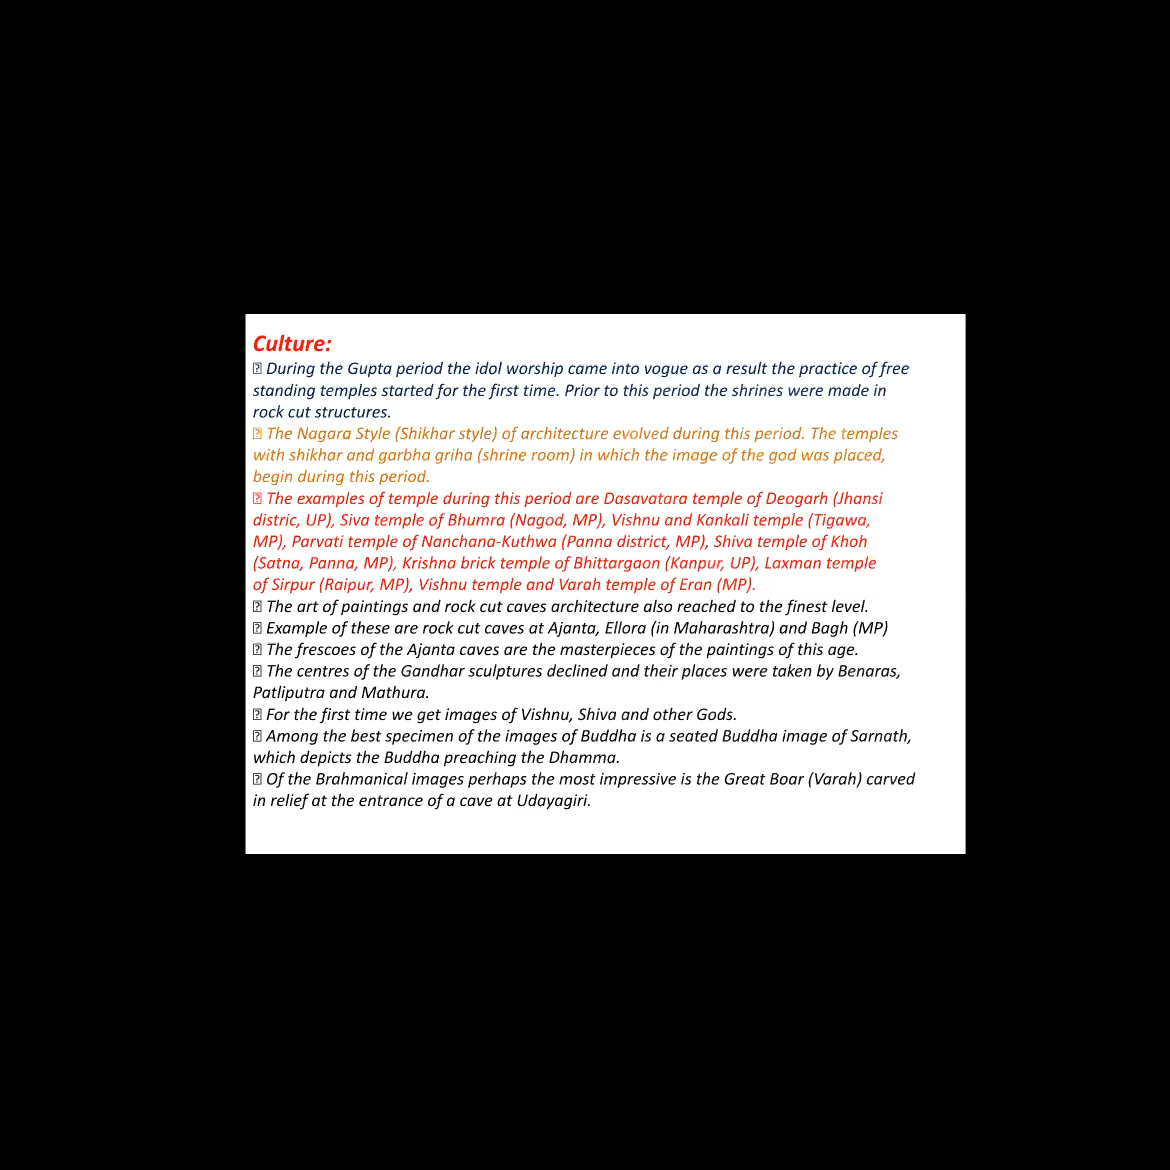 Culture:
⍰ During the Gupta period the idol worship came into vogue as a result the practice of free
standing temples started for the first time. Prior to this period the shrines were made in
rock cut structures.
⍰ The Nagara Style (Shikhar style) of architecture evolved during this period. The temples
with shikhar and garbha griha (shrine room) in which the image of the god was placed,
begin during this period.
⍰ The examples of temple during this period are Dasavatara temple of Deogarh (Jhansi
distric, UP), Siva temple of Bhumra (Nagod, MP), Vishnu and Kankali temple (Tigawa,
MP), Parvati temple of Nanchana-Kuthwa (Panna district, MP), Shiva temple of Khoh
(Satna, Panna, MP), Krishna brick temple of Bhittargaon (Kanpur, UP), Laxman temple
of Sirpur (Raipur, MP), Vishnu temple and Varah temple of Eran (MP).
⍰ The art of paintings and rock cut caves architecture also reached to the finest level.
⍰ Example of these are rock cut caves at Ajanta, Ellora (in Maharashtra) and Bagh (MP)
⍰ The frescoes of the Ajanta caves are the masterpieces of the paintings of this age.
⍰ The centres of the Gandhar sculptures declined and their places were taken by Benaras,
Patliputra and Mathura.
⍰ For the first time we get images of Vishnu, Shiva and other Gods.
⍰ Among the best specimen of the images of Buddha is a seated Buddha image of Sarnath,
which depicts the Buddha preaching the Dhamma.
⍰ Of the Brahmanical images perhaps the most impressive is the Great Boar (Varah) carved
in relief at the entrance of a cave at Udayagiri.